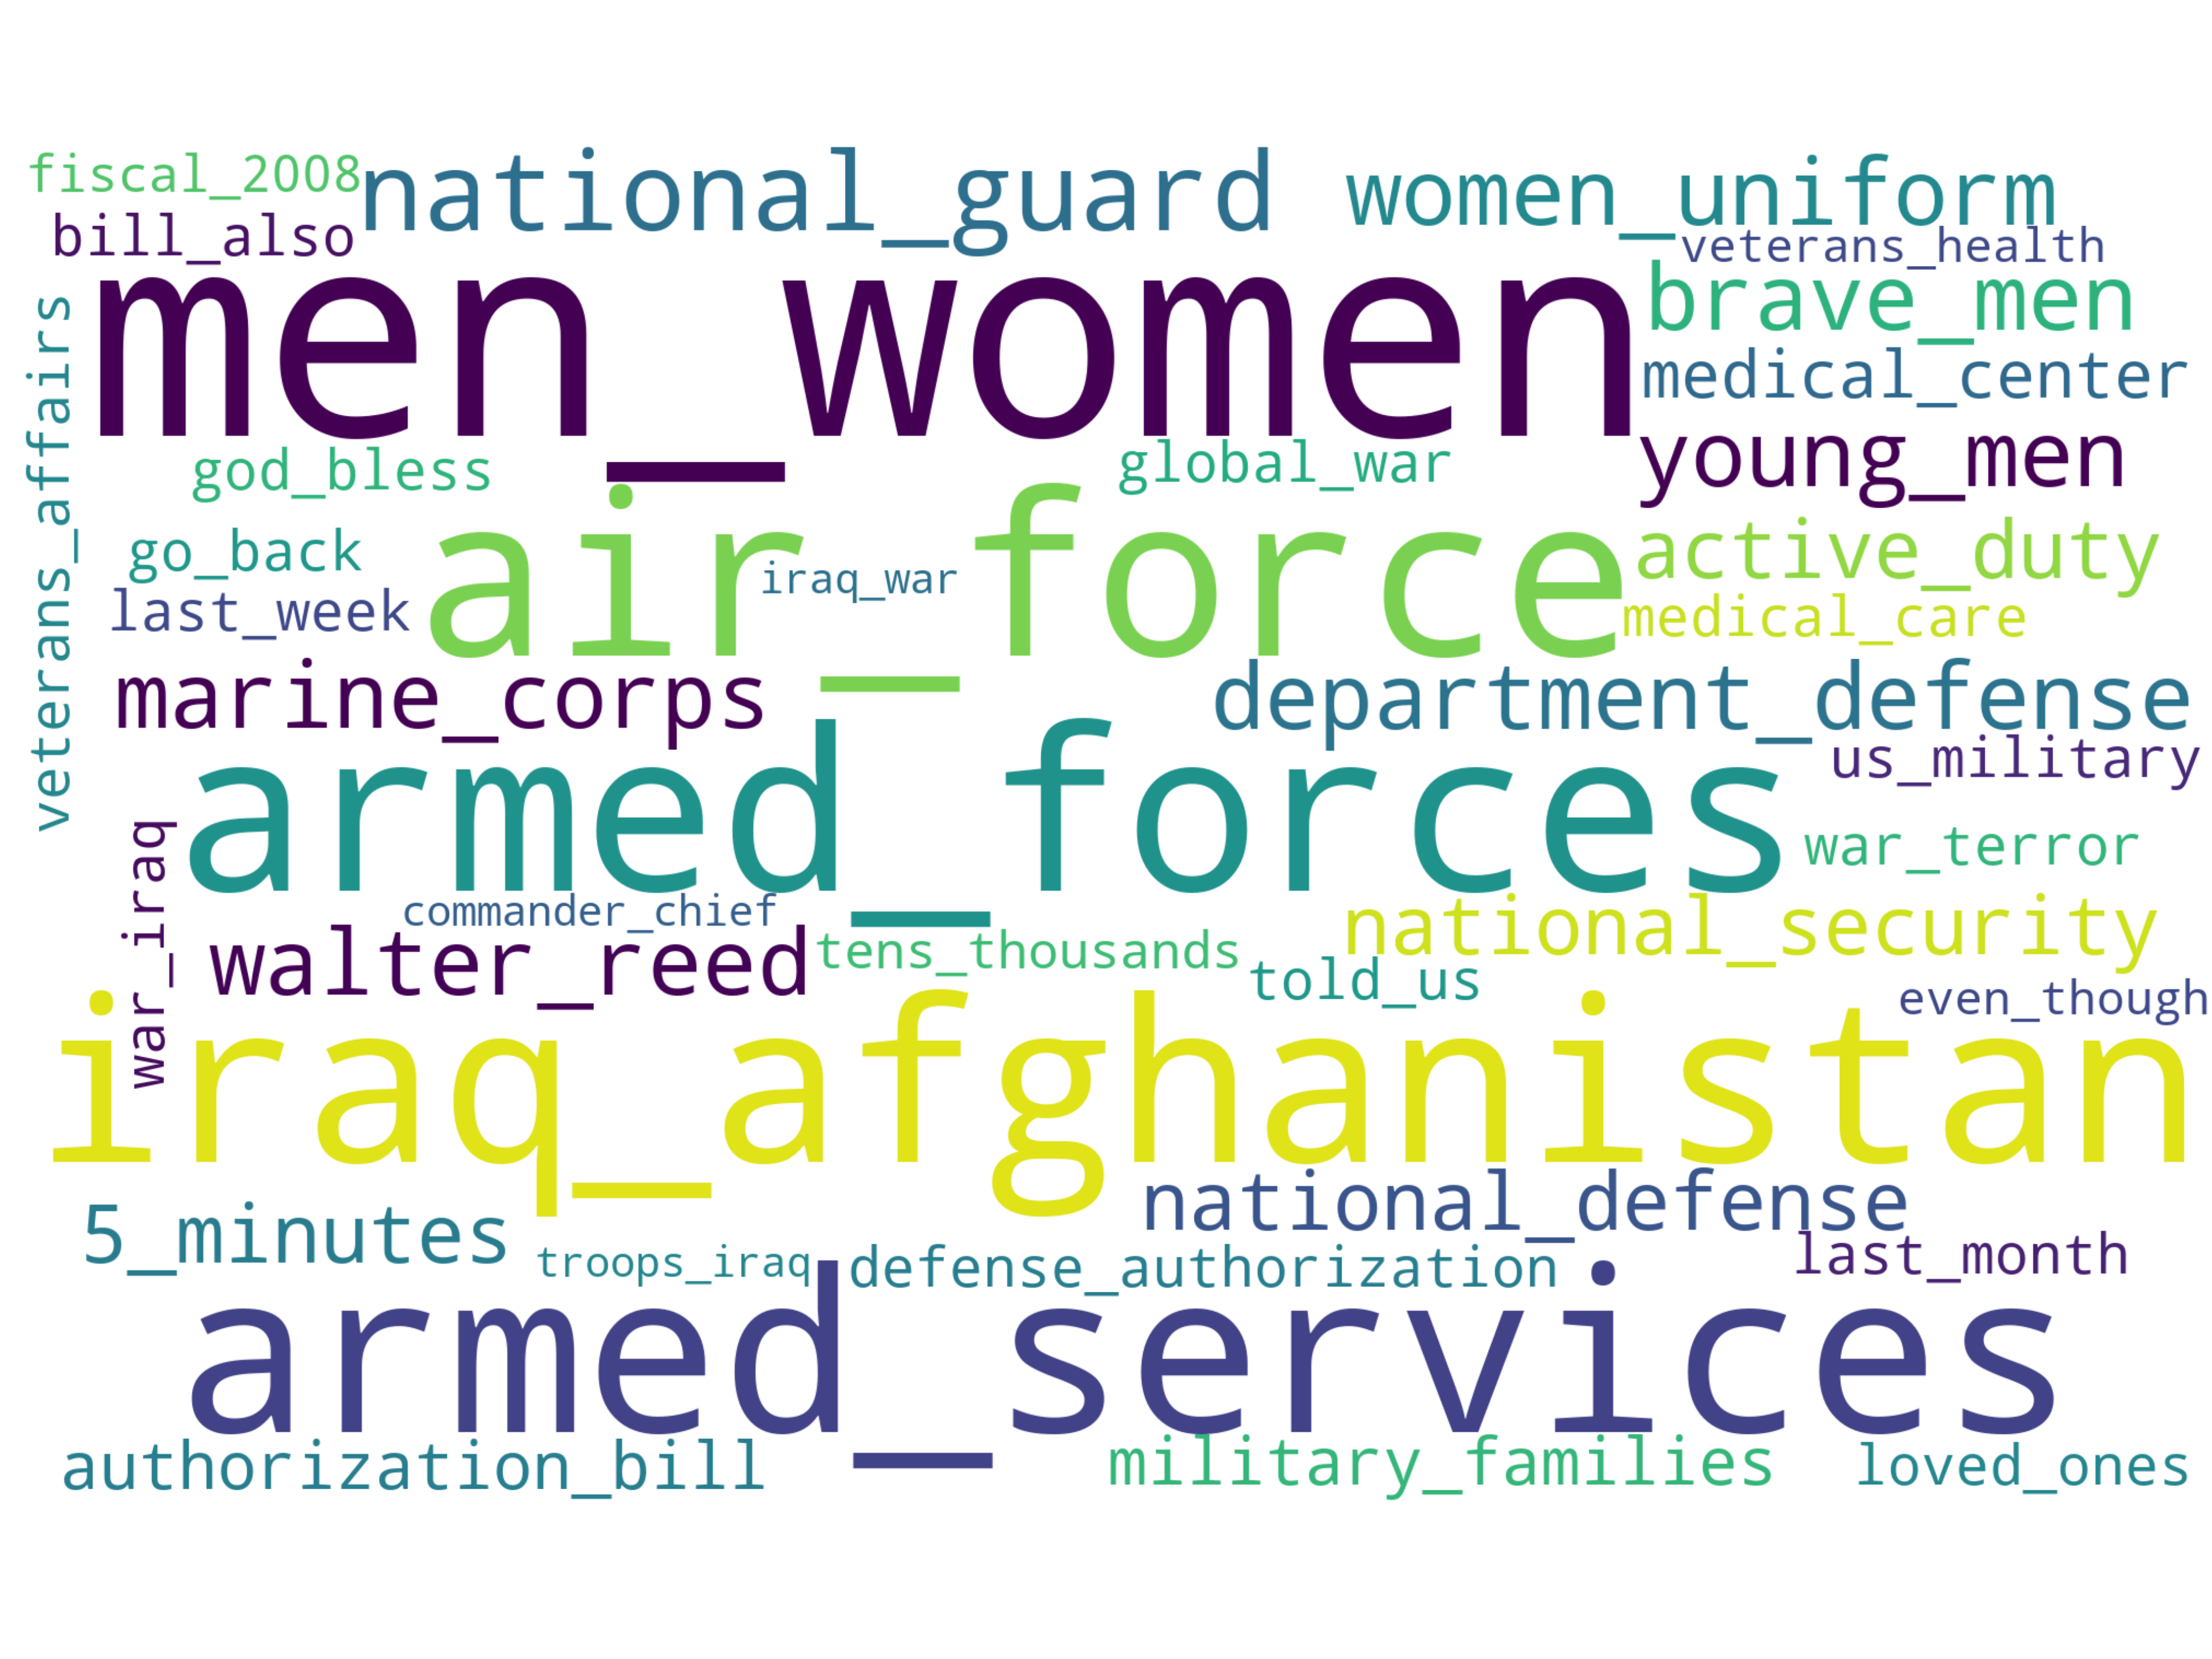 fiscal_2008
national_guard
women_uniform
bill_also
veterans_health
men_women
brave_men
veterans_affairs
medical_center
god_bless
global_war
young_men
go_back
air_force
iraq_war
active_duty
last_week
medical_care
marine_corps
department_defense
us_military
armed_forces
war_terror
war_iraq
commander_chief
national_security
walter_reed
tens_thousands
told_us
even_though
iraq_afghanistan
5_minutes
national_defense
troops_iraq
defense_authorization
last_month
armed_services
authorization_bill
military_families
loved_ones